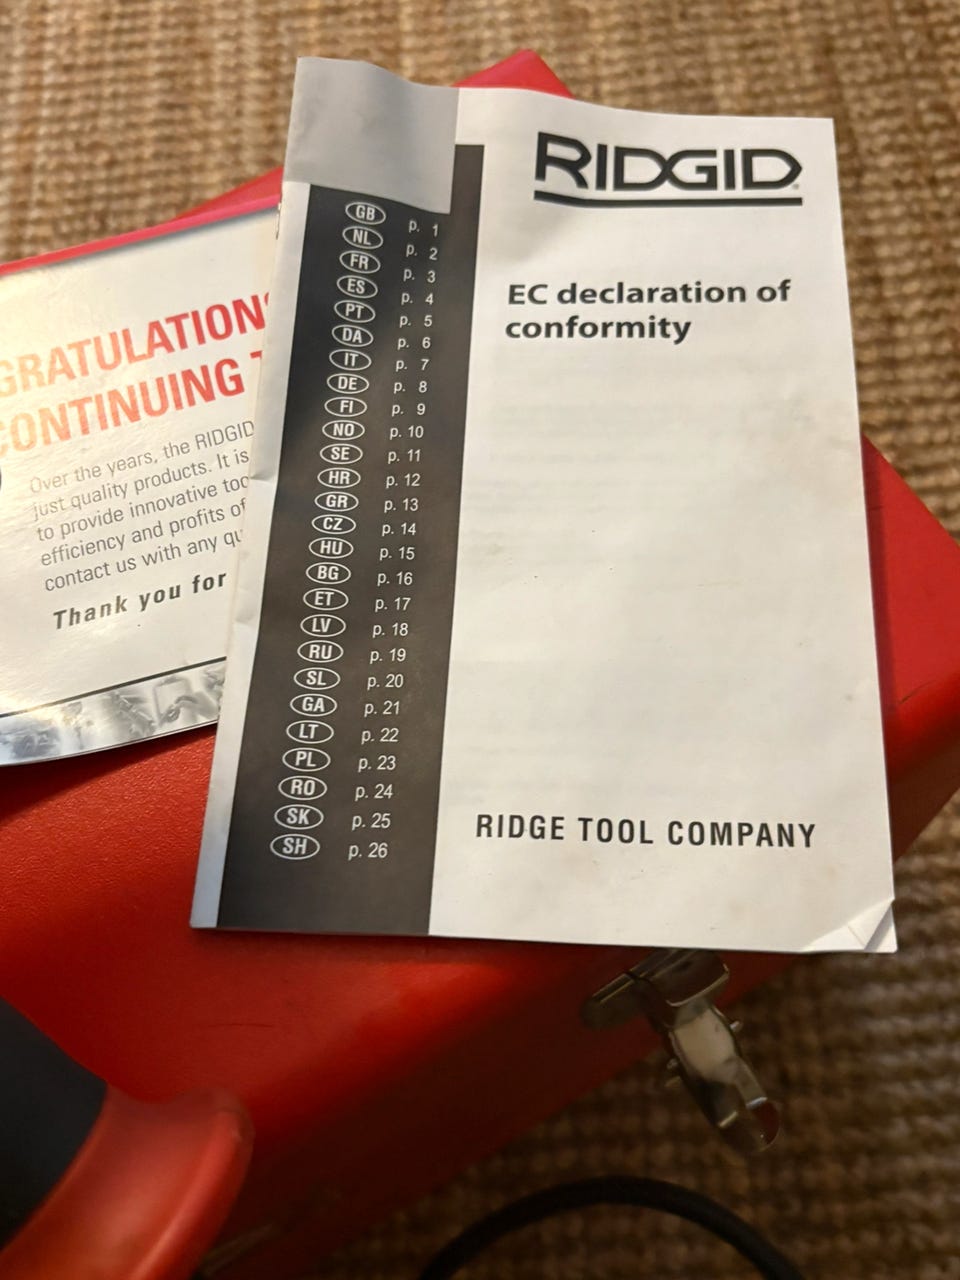 RIDGID
EC declaration of
conformity
GB p. 1
NL p. 2
FR p. 3
ES p. 4
PT p. 5
DA p. 6
IT p. 7
DE p. 8
FI p. 9
NO p. 10
SE p. 11
HR p. 12
GR p. 13
CZ p. 14
HU p. 15
BG p. 16
ET p. 17
LV p. 18
RU p. 19
SL p. 20
GA p. 21
LT p. 22
PL p. 23
RO p. 24
SK p. 25
SH p. 26
RIDGE TOOL COMPANY
GRATULATION
CONTINUING
Over the years, the RIDGID
just quality products. It is
to provide innovative
efficiency and profits of
contact us with any
Thank you for